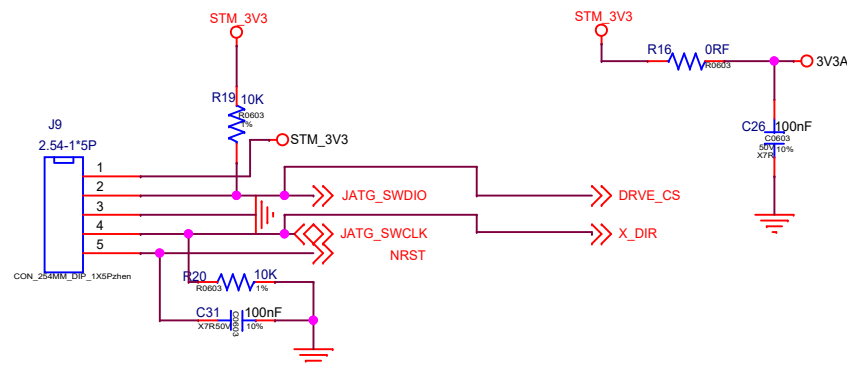 STM_3V3
STM_3V3
R16 0RF
R0603
3V3A
R19 10K
R0603
1%
J9
2.54-1*5P
STM_3V3
C26 100nF
C0603
50V
X7R 10%
1
2
JATG_SWDIO
DRVE_CS
3
4
JATG_SWCLK
X_DIR
5
NRST
CON_254MM_DIP_1X5Pzhen
R20 10K
R0603 1%
C31 100nF
X7R50V C0603 10%